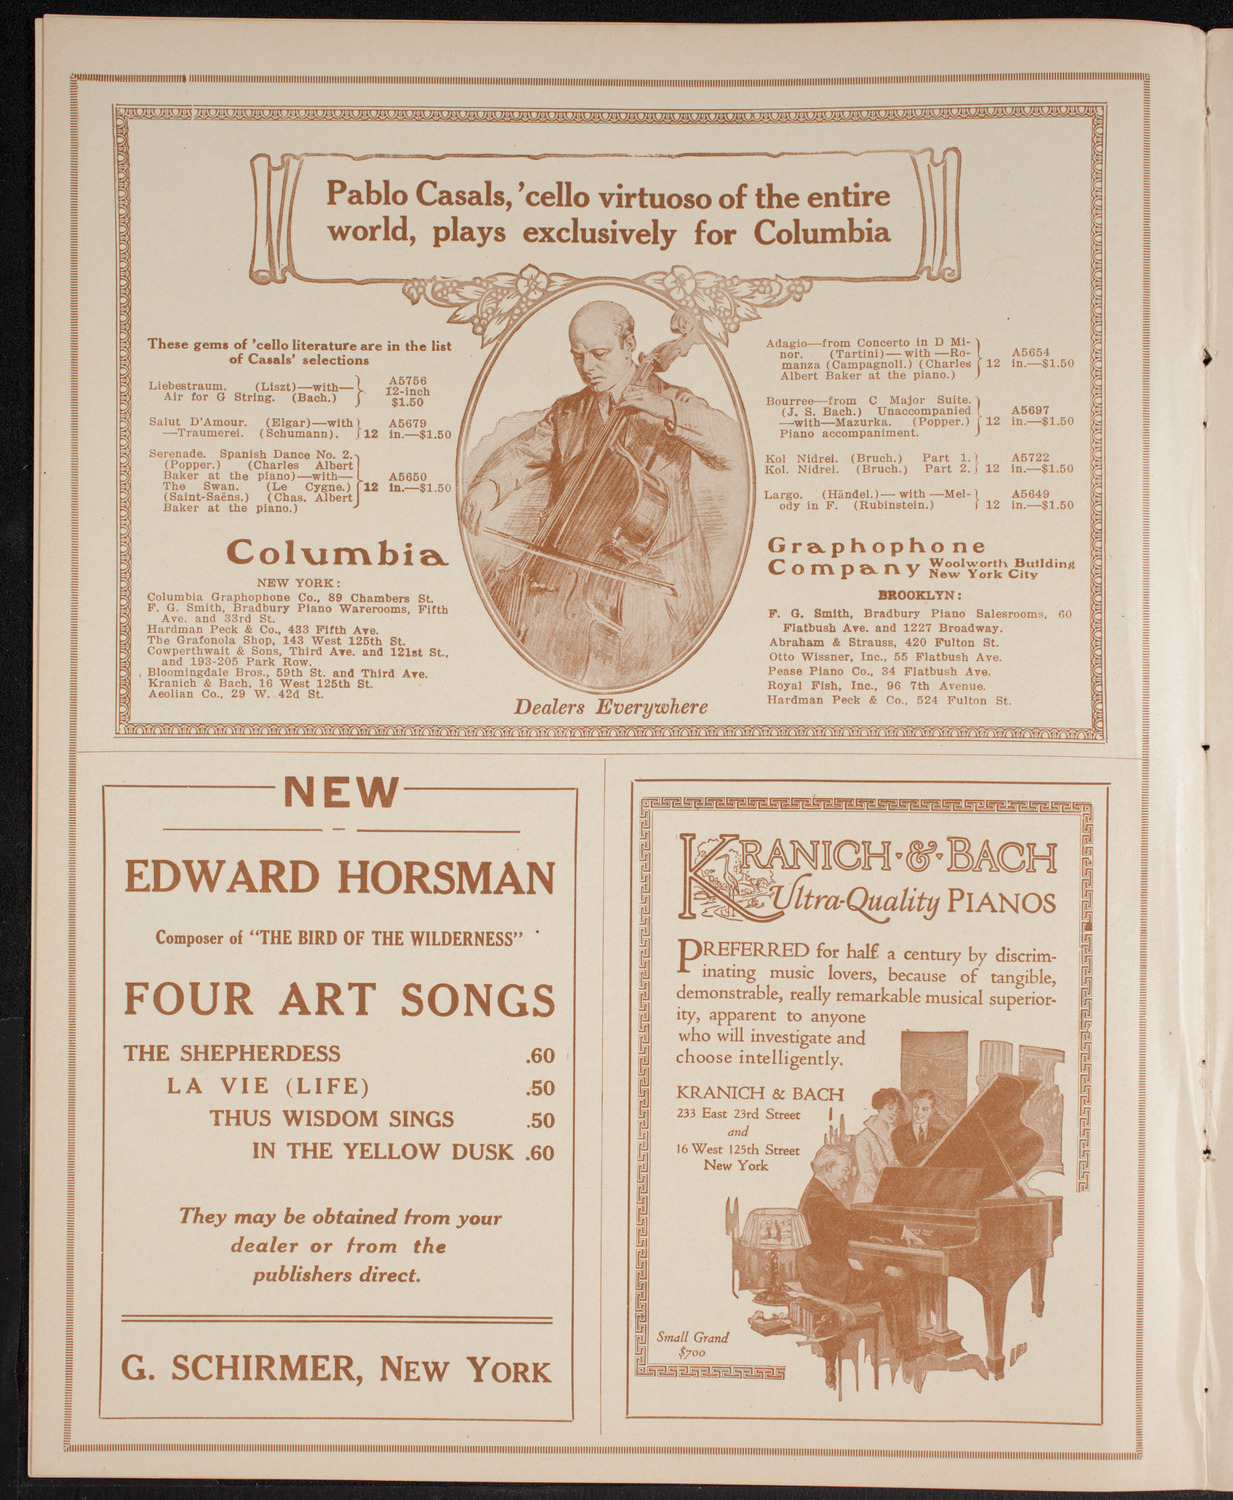 Pablo Casals, 'cello virtuoso of the entire
world, plays exclusively for Columbia
These gems of 'cello literature are in the list
of Casals' selections
Liebestraum. (Liszt)—with—
Air for G String. (Bach.)
A5756
12-inch
$1.50
Salut D'Amour. (Elgar)—with
—Traumerei. (Schumann).
A5679
12 in.—$1.50
Serenade. Spanish Dance No. 2.
(Popper.) (Charles Albert
Baker at the piano)—with—
The Swan. (Le Cygne.)
(Saint-Saëns.) (Chas. Albert
Baker at the piano.)
A5650
12 in.—$1.50
Adagio—from Concerto in D Mi-
nor. (Tartini)—with—Ro-
manza (Campagnoli.) (Charles
Albert Baker at the piano.)
A5654
12 in.—$1.50
Bourree—from C Major Suite.
(J. S. Bach.) Unaccompanied
—with—Mazurka. (Popper.)
Piano accompaniment.
A5697
12 in.—$1.50
Kol Nidrei. (Bruch.) Part 1.
Kol. Nidrei. (Bruch.) Part 2.
A5722
12 in.—$1.50
Largo. (Händel.)—with—Mel-
ody in F. (Rubinstein.)
A5649
12 in.—$1.50
Columbia
NEW YORK:
Columbia Graphophone Co., 89 Chambers St.
F. G. Smith, Bradbury Piano Warerooms, Fifth
Ave. and 33rd St.
Hardman Peck & Co., 433 Fifth Ave.
The Grafonola Shop, 143 West 125th St.
Cowperthwait & Sons, Third Ave. and 121st St.,
and 193-205 Park Row.
Bloomingdale Bros., 59th St. and Third Ave.
Kranich & Bach, 16 West 125th St.
Aeolian Co., 29 W. 42d St.
Graphophone
Company Woolworth Building
New York City
BROOKLYN:
F. G. Smith, Bradbury Piano Salesrooms, 60
Flatbush Ave. and 1227 Broadway.
Abraham & Strauss, 420 Fulton St.
Otto Wissner, Inc., 55 Flatbush Ave.
Pease Piano Co., 34 Flatbush Ave.
Royal Fish, Inc., 96 7th Avenue.
Hardman Peck & Co., 524 Fulton St.
Dealers Everywhere
NEW
EDWARD HORSMAN
Composer of "THE BIRD OF THE WILDERNESS"
FOUR ART SONGS
THE SHEPHERDESS .60
LA VIE (LIFE) .50
THUS WISDOM SINGS .50
IN THE YELLOW DUSK .60
They may be obtained from your
dealer or from the
publishers direct.
G. SCHIRMER, NEW YORK
KRANICH·&·BACH
Ultra-Quality PIANOS
PREFERRED for half a century by discrim-
inating music lovers, because of tangible,
demonstrable, really remarkable musical superior-
ity, apparent to anyone
who will investigate and
choose intelligently.
KRANICH & BACH
233 East 23rd Street
and
16 West 125th Street
New York
Small Grand
$700